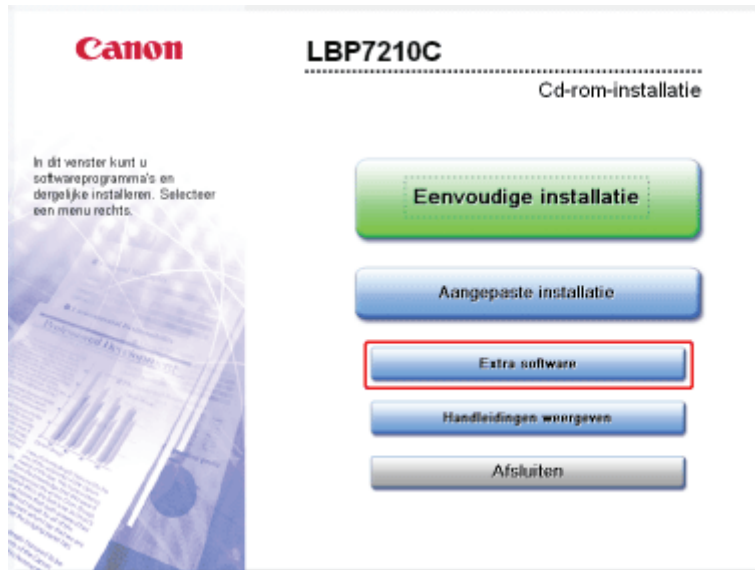 Canon
LBP7210C
Cd-rom-installatie
In dit venster kunt u
softwareprogramma's en
dergelijke installeren. Selecteer
een menu rechts.
Eenvoudige installatie
Aangepaste installatie
Extra software
Handleidingen weergeven
Afsluiten